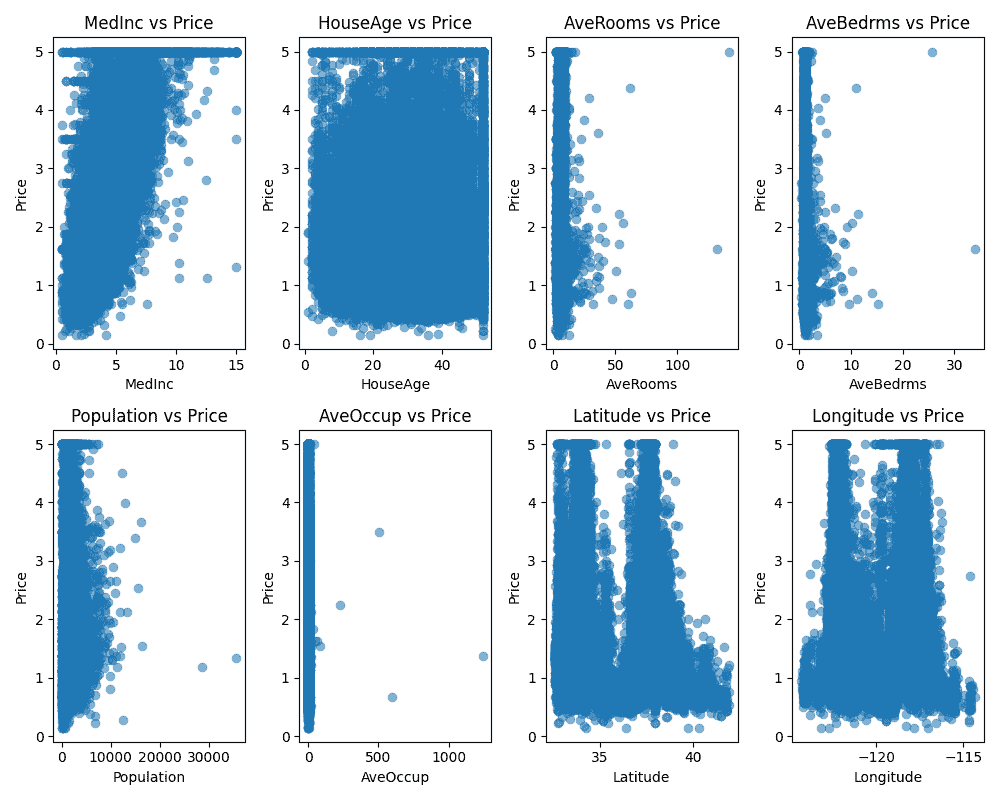 MedInc vs Price
HouseAge vs Price
AveRooms vs Price
AveBedrms vs Price
5
4
3
2
1
0
Price
0 5 10 15
MedInc
5
4
3
2
1
0
Price
0 20 40
HouseAge
5
4
3
2
1
0
Price
0 50 100
AveRooms
5
4
3
2
1
0
Price
0 10 20 30
AveBedrms
Population vs Price
AveOccup vs Price
Latitude vs Price
Longitude vs Price
5
4
3
2
1
0
Price
0 10000 20000 30000
Population
5
4
3
2
1
0
Price
0 500 1000
AveOccup
5
4
3
2
1
0
Price
35 40
Latitude
5
4
3
2
1
0
Price
−120 −115
Longitude